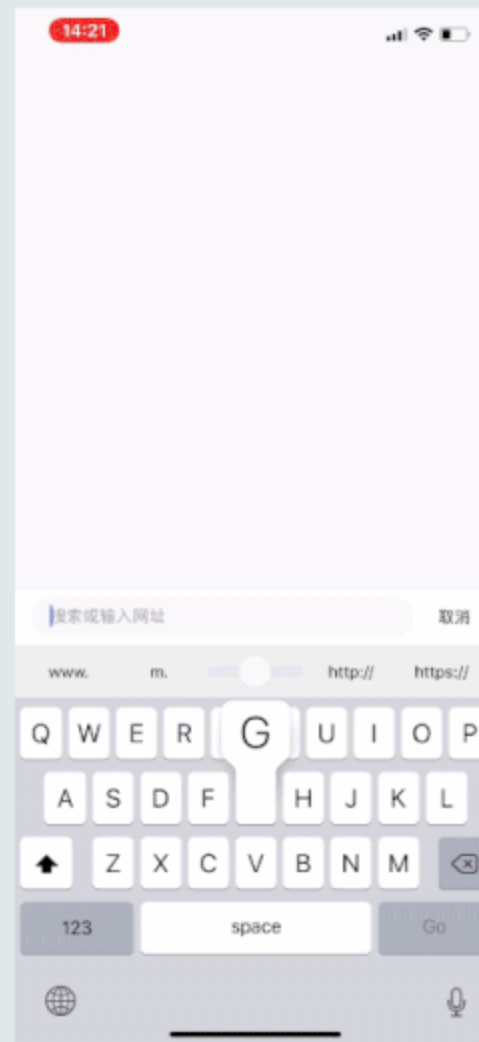 14:21
搜索或输入网址 取消
www. m. http:// https://
Q W E R G U I O P
A S D F H J K L
Z X C V B N M
123 space Go